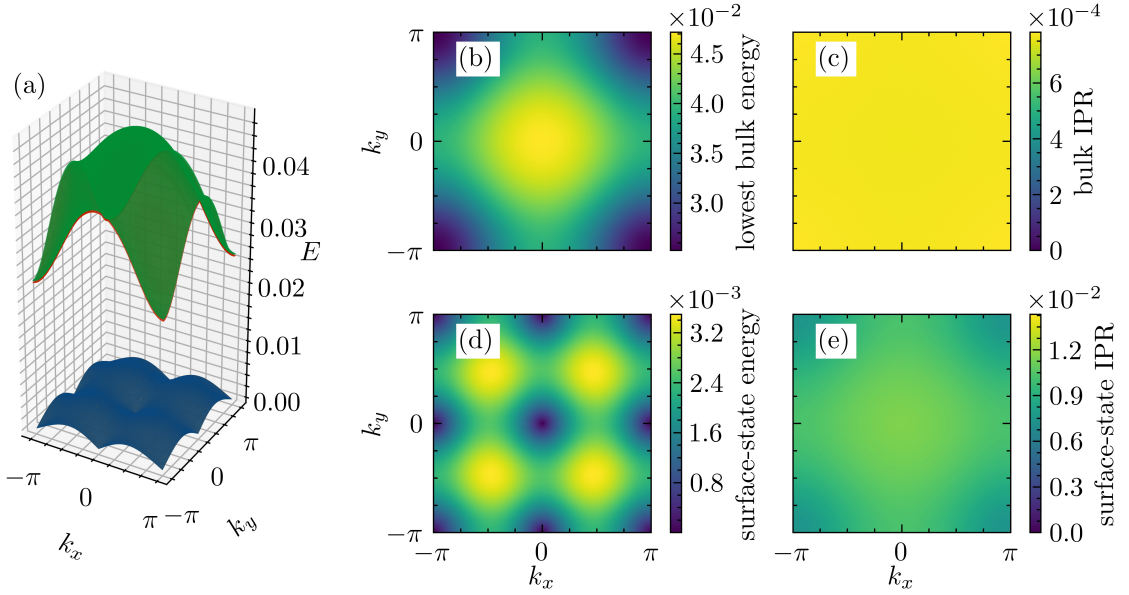 (a)
E
0.04
0.03
0.02
0.01
0.00
−π
0
π
k_x
−π
0
π
k_y
(b)
π
0
−π
k_y
×10⁻²
4.5
4.0
3.5
3.0
lowest bulk energy
(c)
×10⁻⁴
6
4
2
0
bulk IPR
(d)
π
0
−π
k_y
−π
0
π
k_x
×10⁻³
3.2
2.4
1.6
0.8
surface-state energy
(e)
−π
0
π
k_x
×10⁻²
1.2
0.9
0.6
0.3
0.0
surface-state IPR